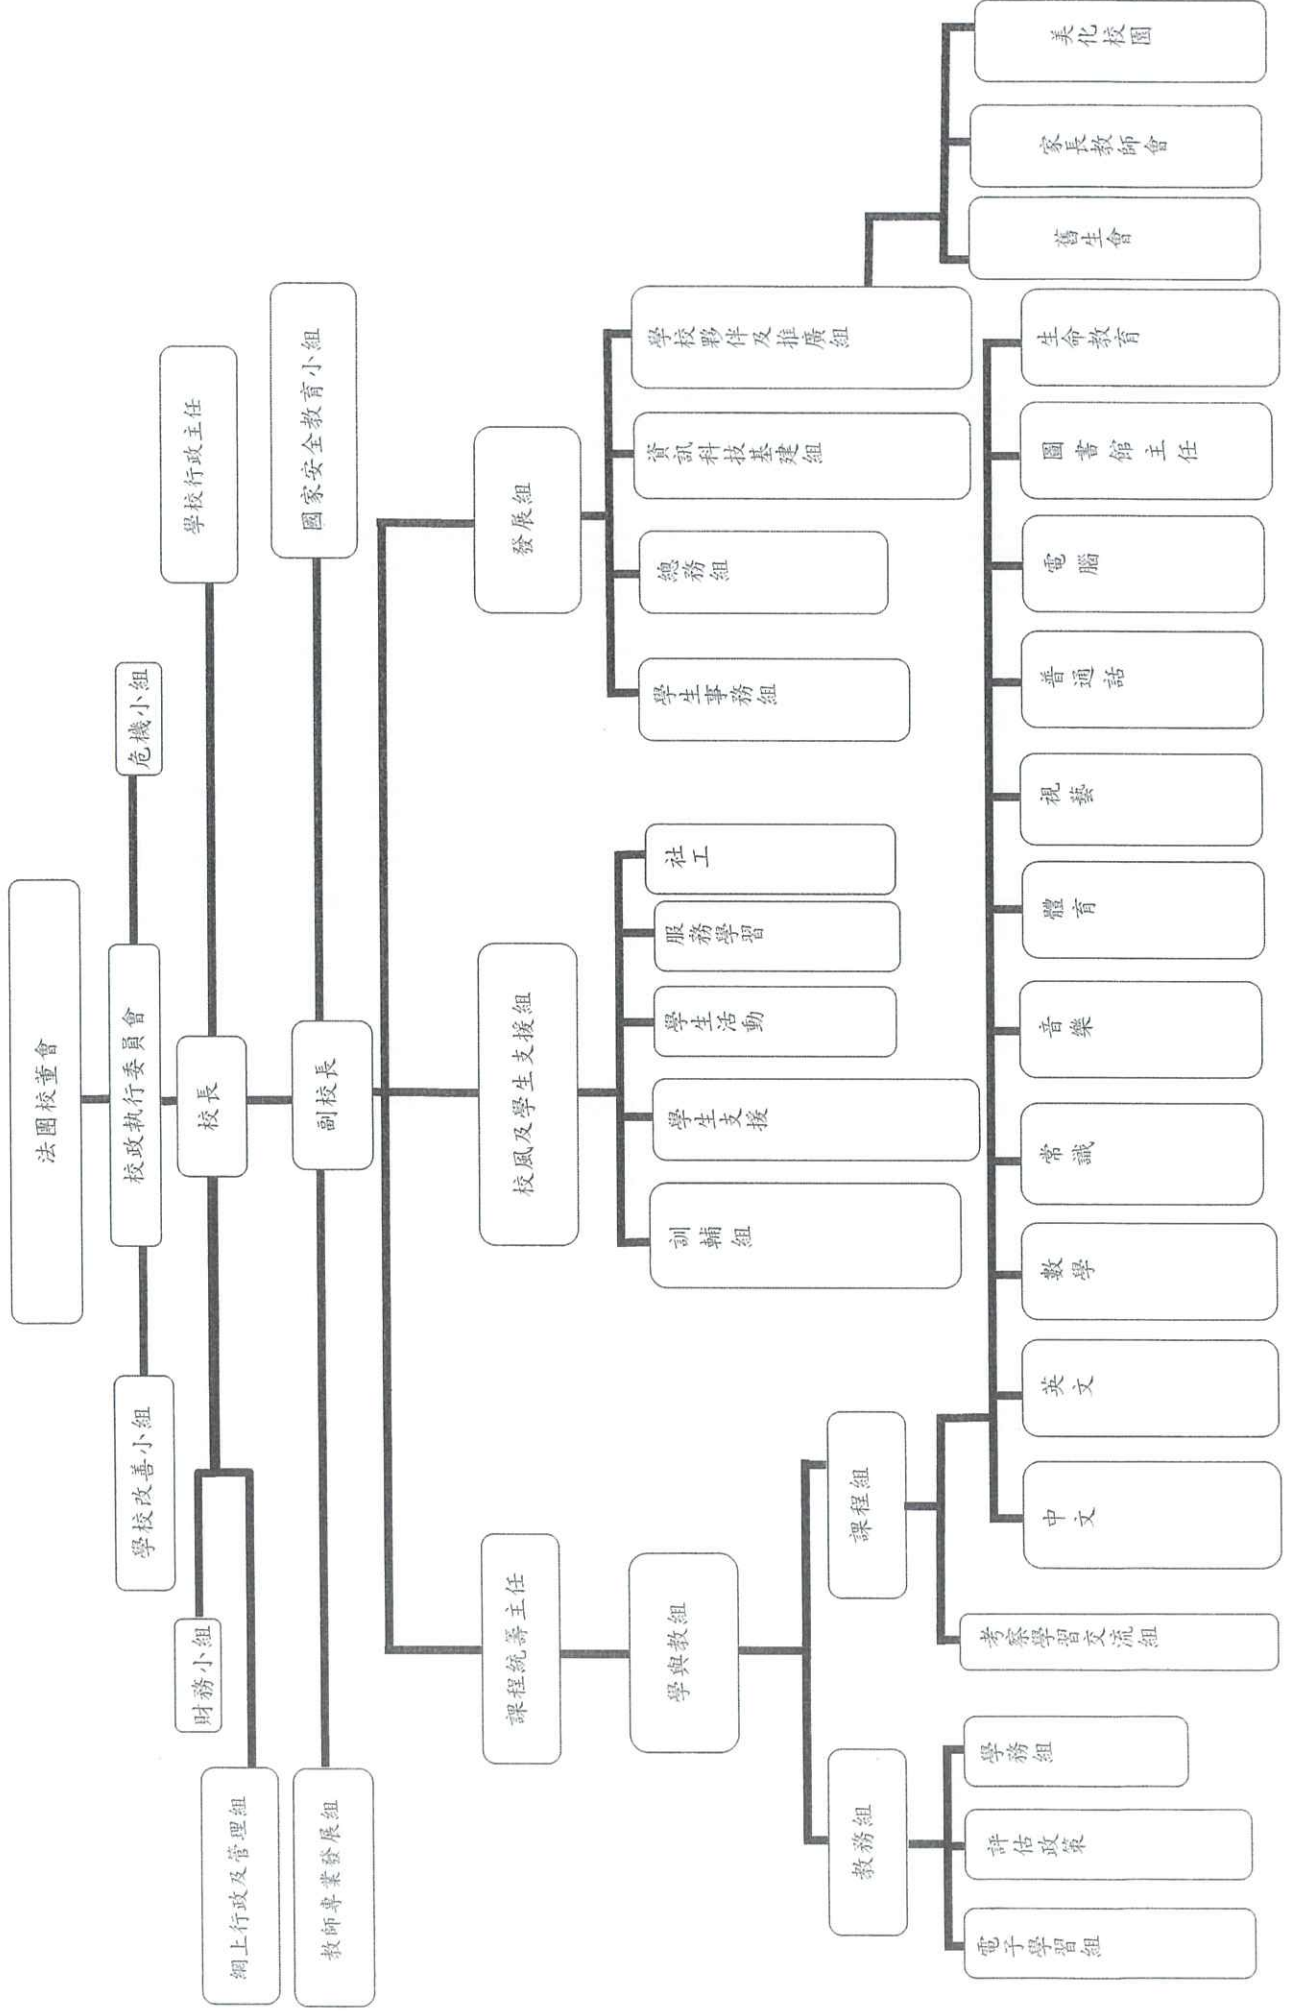 法團校董會
校政執行委員會
危機小組
學校改善小組
校長
學校行政主任
財務小組
網上行政及管理組
副校長
國家安全教育小組
教師專業發展組
課程統籌主任
校風及學生支援組
發展組
學與教組
訓輔組
學生支援
學生活動
服務學習
社工
學生事務組
總務組
資訊科技基建組
學校夥伴及推廣組
教務組
課程組
舊生會
家長教師會
美化校園
電子學習組
評估政策
學務組
考察學習交流組
中文
英文
數學
常識
音樂
體育
視藝
普通話
電腦
圖書館主任
生命教育